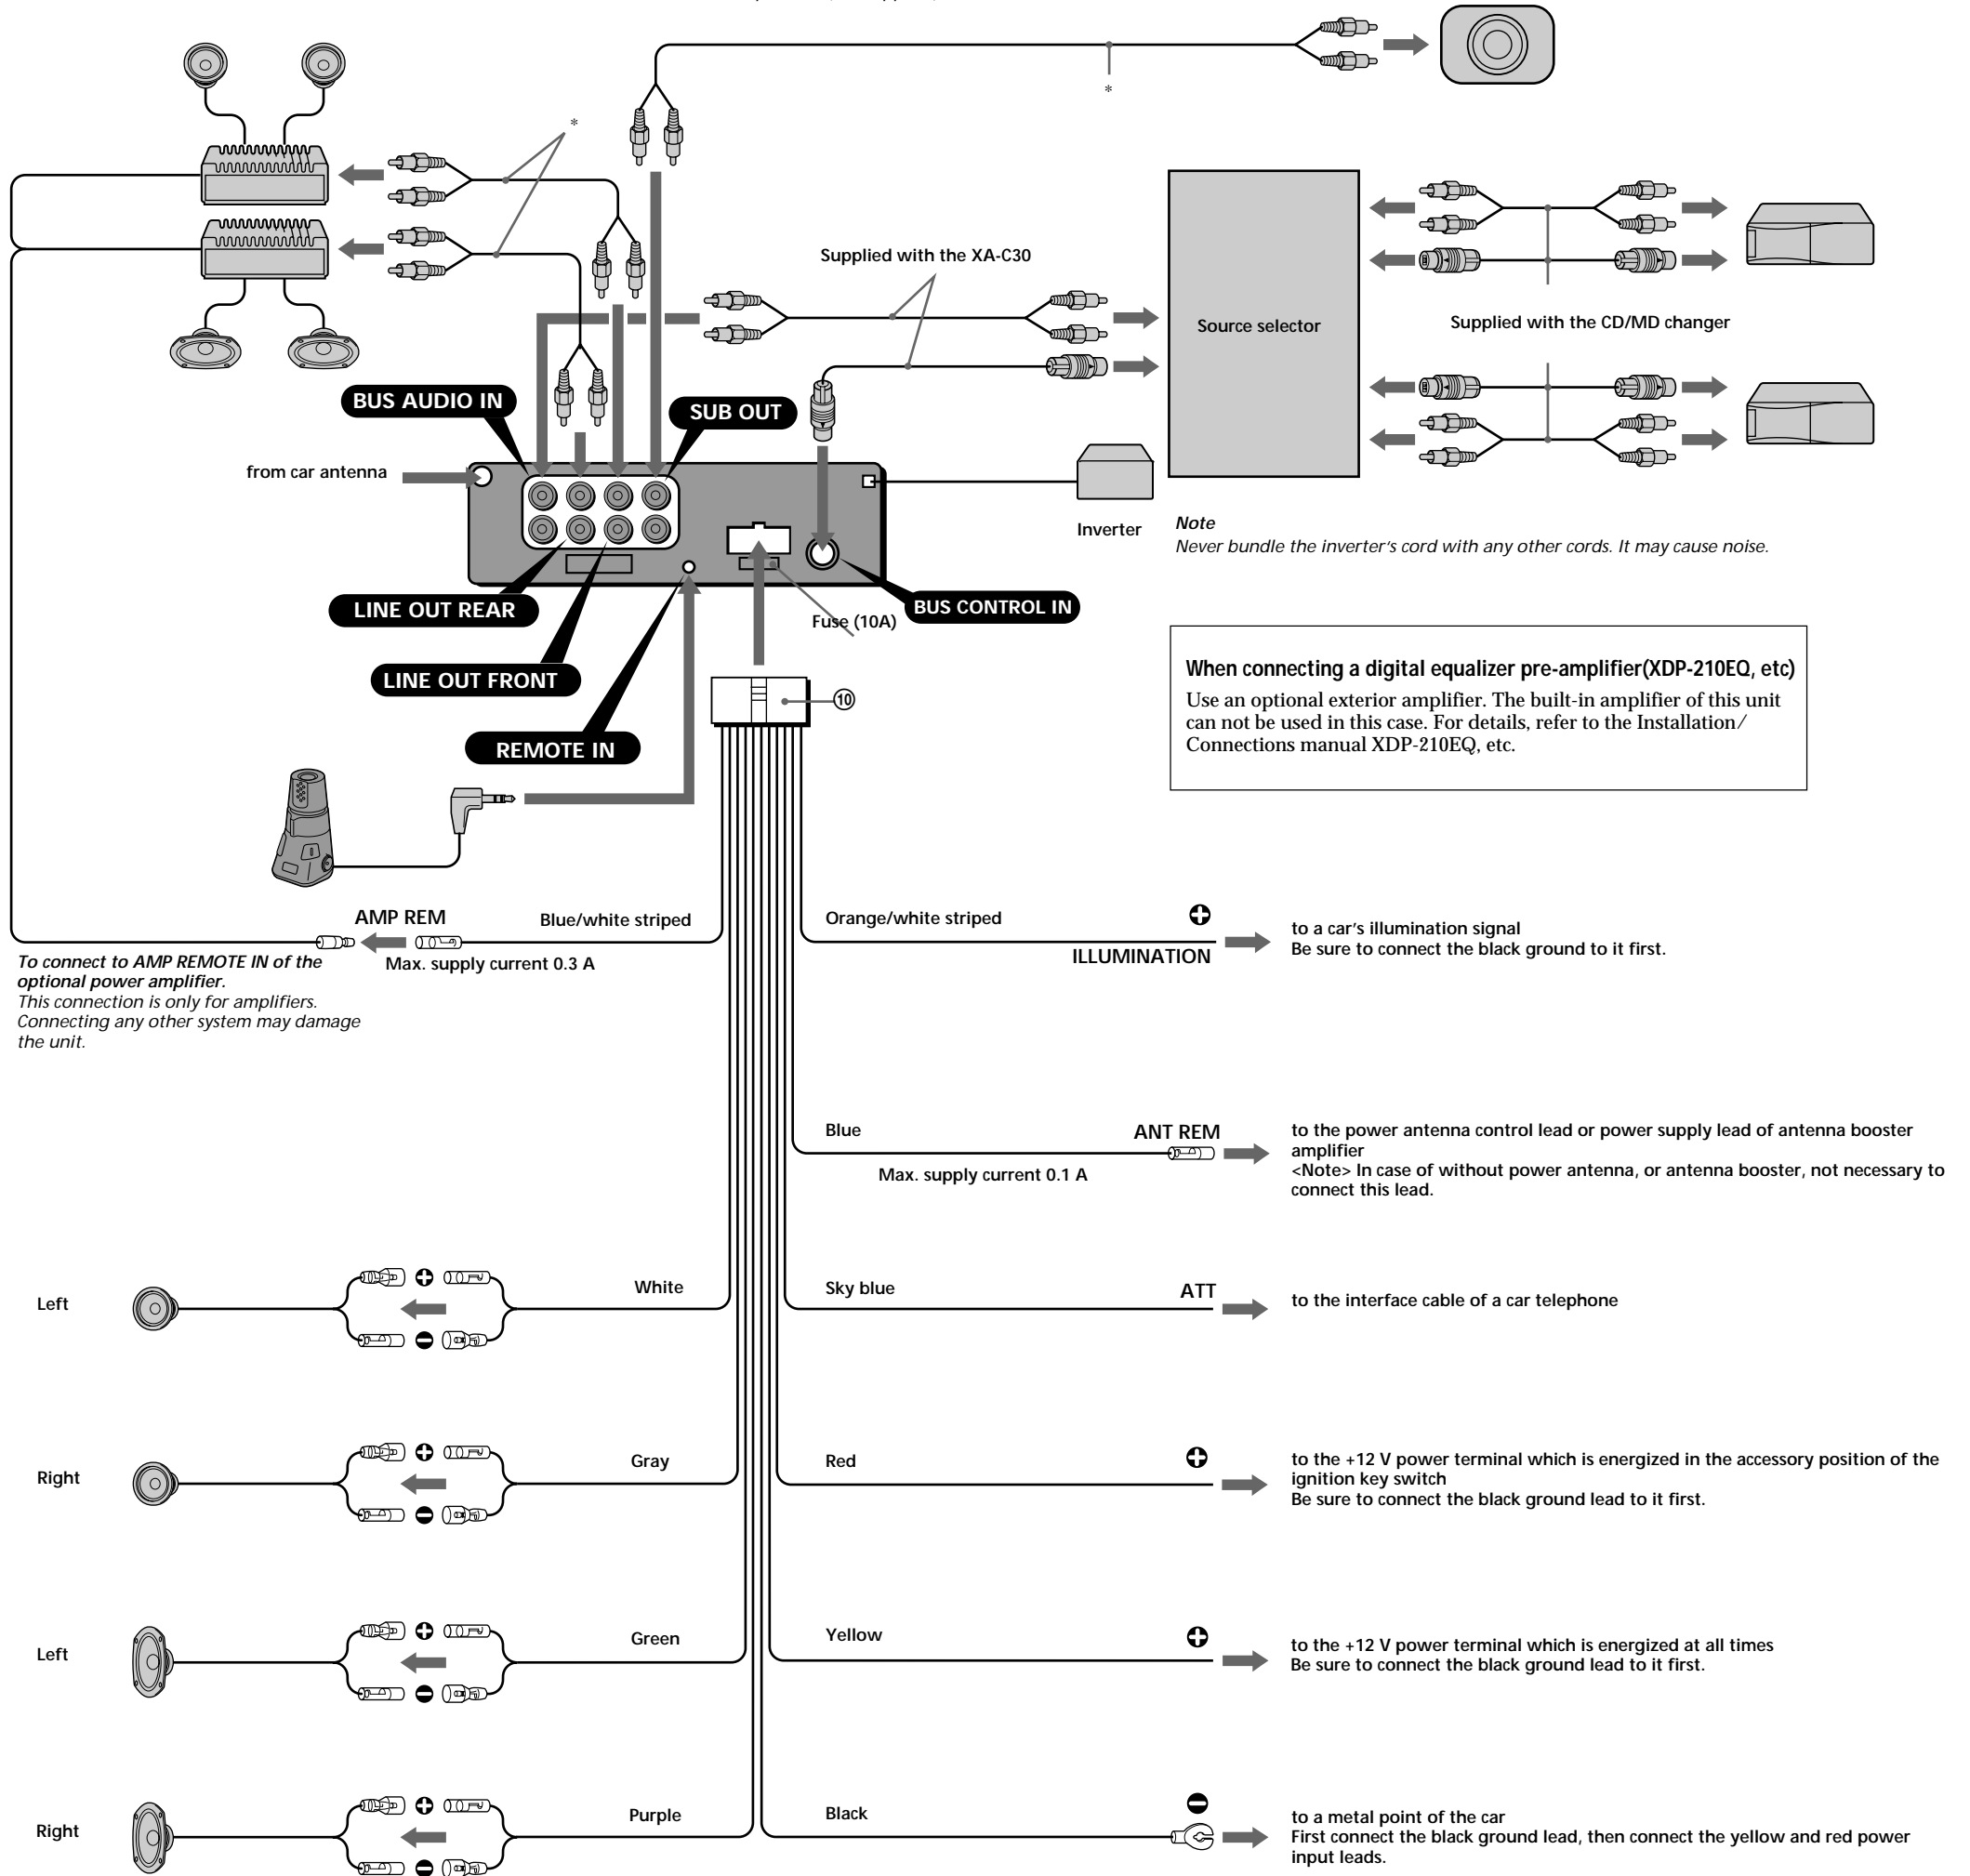 *
*
Supplied with the XA-C30
Source selector
Supplied with the CD/MD changer
BUS AUDIO IN
SUB OUT
from car antenna
Inverter
Note
Never bundle the inverter's cord with any other cords. It may cause noise.
LINE OUT REAR
BUS CONTROL IN
Fuse (10A)
LINE OUT FRONT
⑩
REMOTE IN
When connecting a digital equalizer pre-amplifier(XDP-210EQ, etc)
Use an optional exterior amplifier. The built-in amplifier of this unit
can not be used in this case. For details, refer to the Installation/
Connections manual XDP-210EQ, etc.
AMP REM
Blue/white striped
Max. supply current 0.3 A
To connect to AMP REMOTE IN of the
optional power amplifier.
This connection is only for amplifiers.
Connecting any other system may damage
the unit.
Orange/white striped
ILLUMINATION
to a car's illumination signal
Be sure to connect the black ground to it first.
Blue
ANT REM
Max. supply current 0.1 A
to the power antenna control lead or power supply lead of antenna booster
amplifier
<Note> In case of without power antenna, or antenna booster, not necessary to
connect this lead.
Left
White
Sky blue
ATT
to the interface cable of a car telephone
Right
Gray
Red
to the +12 V power terminal which is energized in the accessory position of the
ignition key switch
Be sure to connect the black ground lead to it first.
Left
Green
Yellow
to the +12 V power terminal which is energized at all times
Be sure to connect the black ground lead to it first.
Right
Purple
Black
to a metal point of the car
First connect the black ground lead, then connect the yellow and red power
input leads.